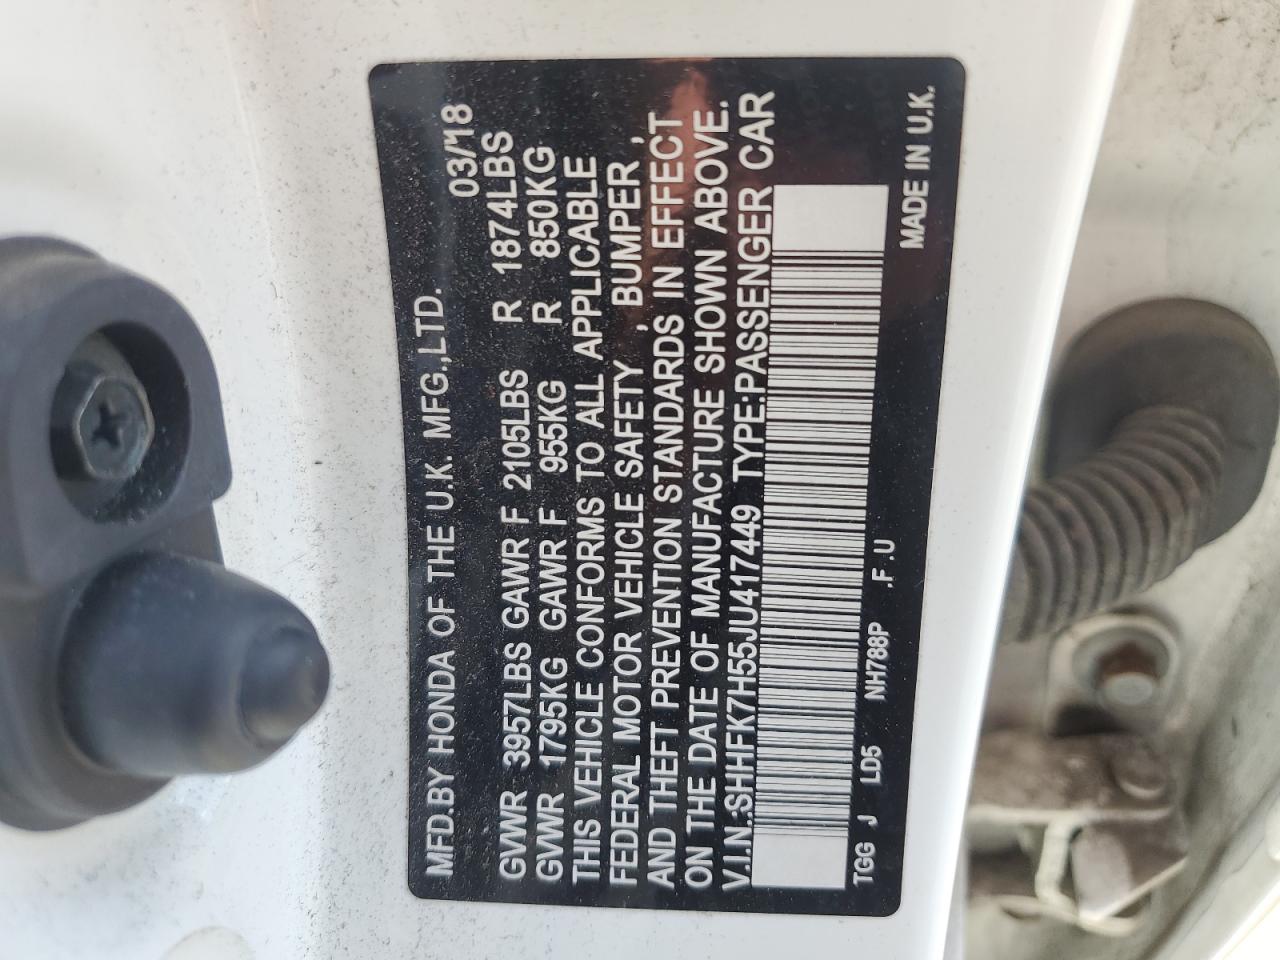 MFD.BY HONDA OF THE U.K. MFG.,LTD. 03/18
GVWR 3957LBS GAWR F 2105LBS R 1874LBS
GVWR 1795KG GAWR F 955KG R 850KG
THIS VEHICLE CONFORMS TO ALL APPLICABLE
FEDERAL MOTOR VEHICLE SAFETY , BUMPER ,
AND THEFT PREVENTION STANDARDS IN EFFECT
ON THE DATE OF MANUFACTURE SHOWN ABOVE.
V.I.N.:SHHFK7H55JU417449 TYPE:PASSENGER CAR
TGG J LD5 NH788P .F .U
MADE IN U.K.